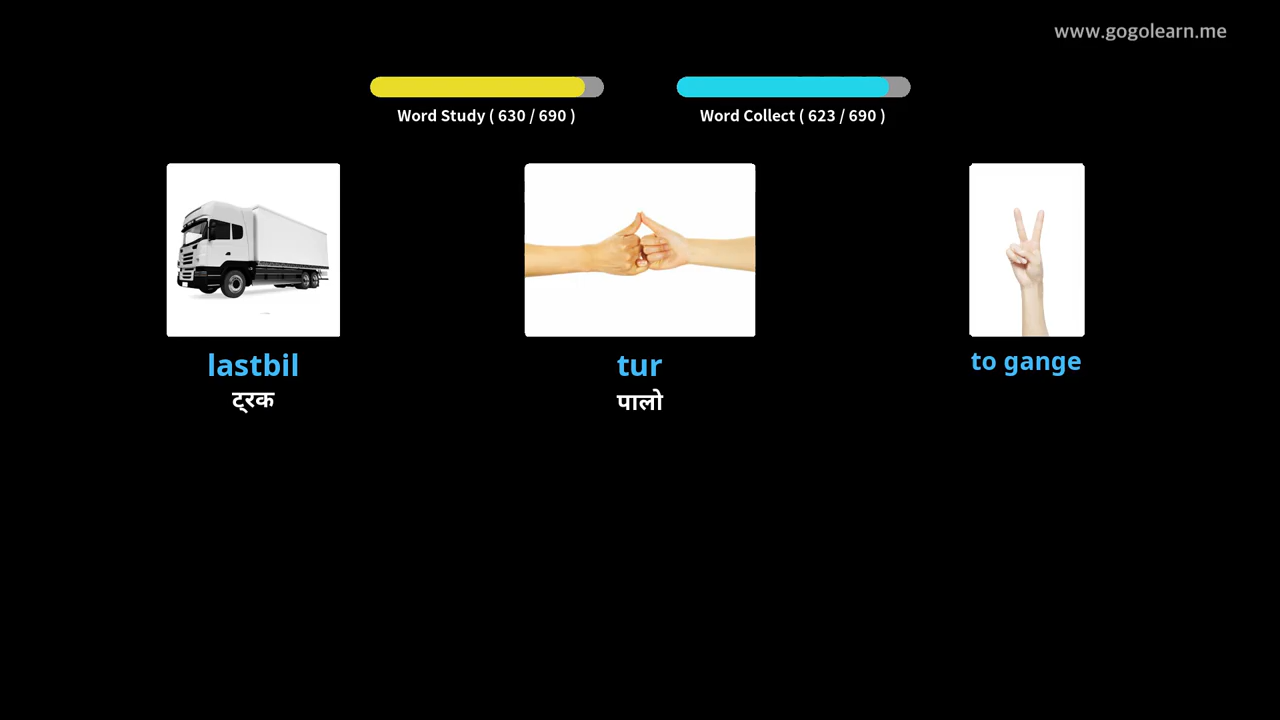 www.gogolearn.me
Word Study ( 630 / 690 )
Word Collect ( 623 / 690 )
lastbil
ट्रक
tur
पालो
to gange